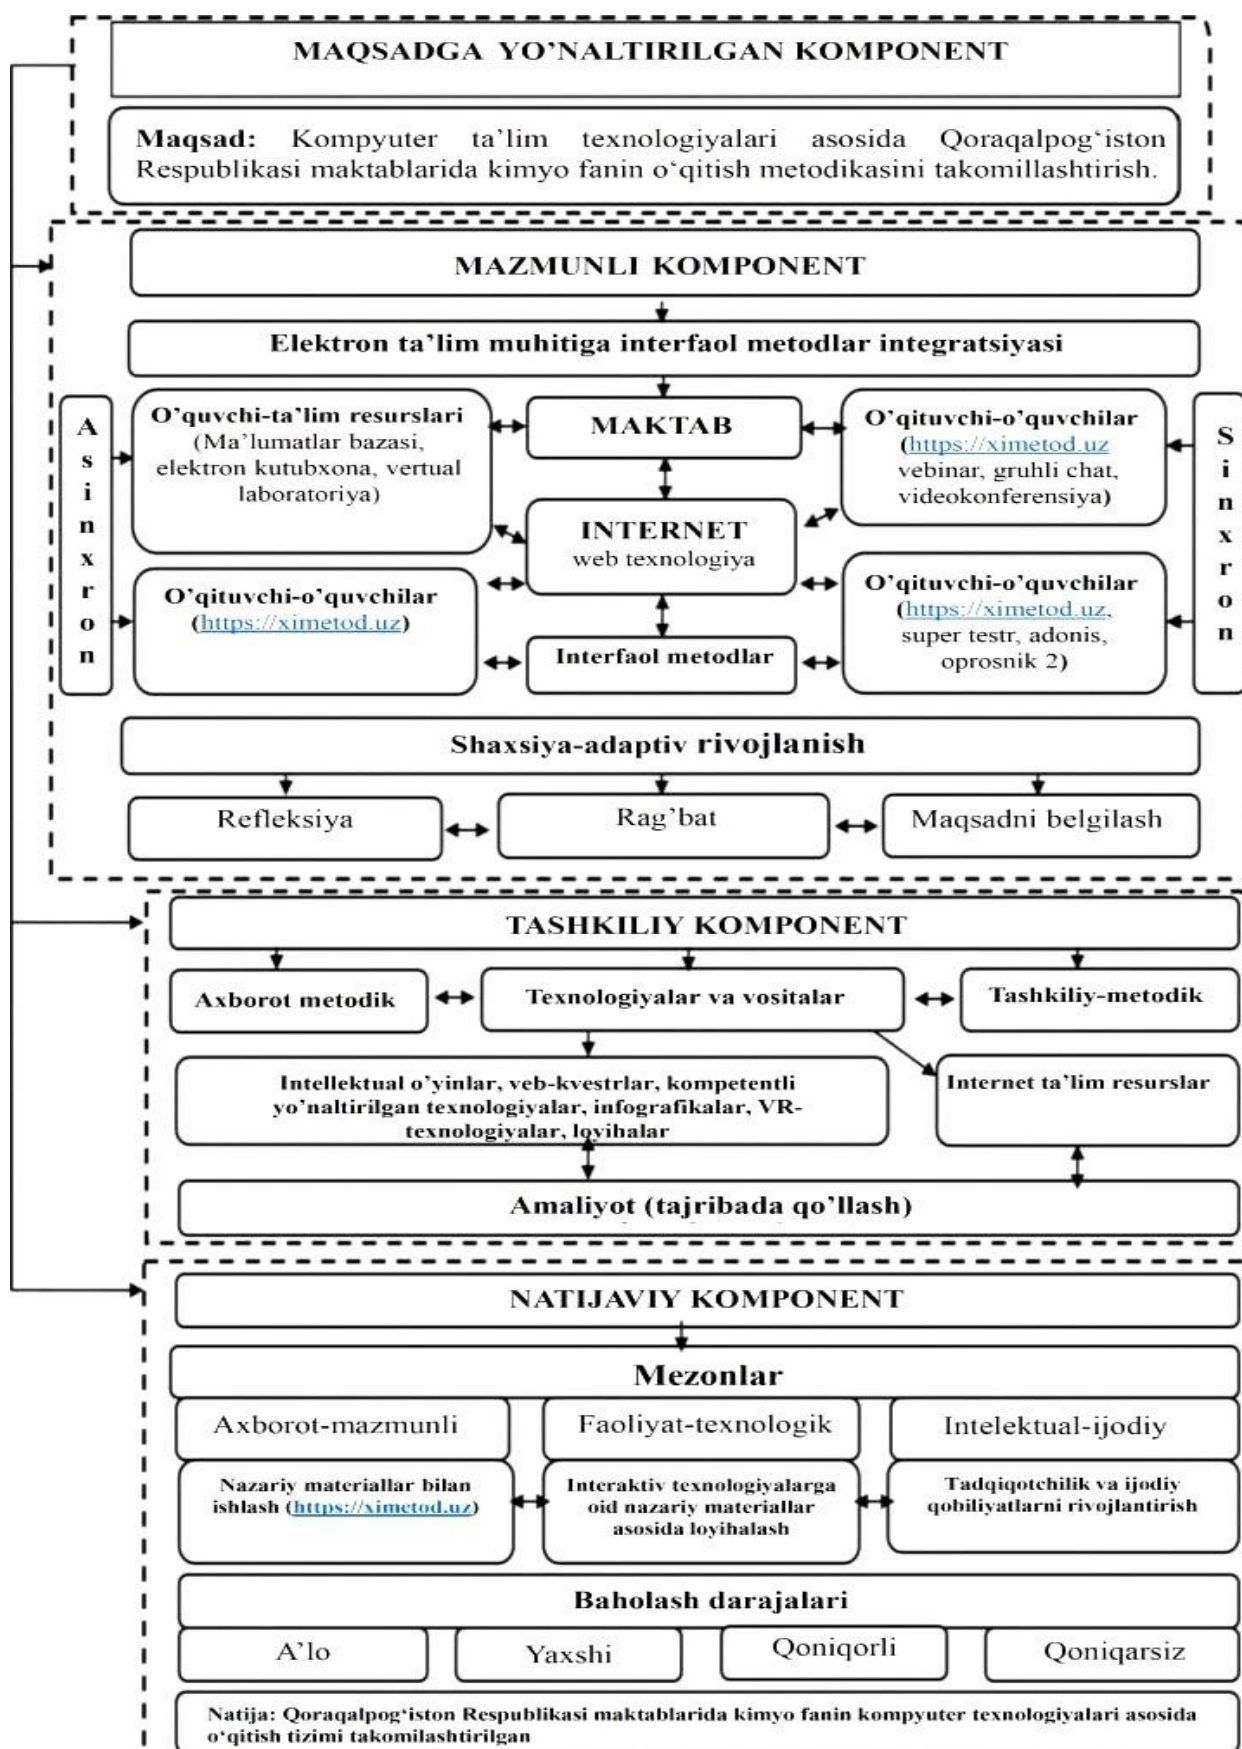 MAQSADGA YO’NALTIRILGAN KOMPONENT
Maqsad: Kompyuter ta’lim texnologiyalari asosida Qoraqalpog‘iston
Respublikasi maktablarida kimyo fanin o‘qitish metodikasini takomillashtirish.
MAZMUNLI KOMPONENT
Elektron ta’lim muhitiga interfaol metodlar integratsiyasi
Asinxron
O’quvchi-ta’lim resurslari
(Ma’lumatlar bazasi,
elektron kutubxona, vertual
laboratoriya)
MAKTAB
O’qituvchi-o’quvchilar
(https://ximetod.uz
vebinar, gruhli chat,
videokonferensiya)
Sinxron
INTERNET
web texnologiya
O’qituvchi-o’quvchilar
(https://ximetod.uz)
O’qituvchi-o’quvchilar
(https://ximetod.uz,
super testr, adonis,
oprosnik 2)
Interfaol metodlar
Shaxsiya-adaptiv rivojlanish
Refleksiya
Rag’bat
Maqsadni belgilash
TASHKILIY KOMPONENT
Axborot metodik
Texnologiyalar va vositalar
Tashkiliy-metodik
Intellektual o’yinlar, veb-kvestrlar, kompetentli
yo’naltirilgan texnologiyalar, infografikalar, VR-
texnologiyalar, loyihalar
Internet ta’lim resurslar
Amaliyot (tajribada qo’llash)
NATIJAVIY KOMPONENT
Mezonlar
Axborot-mazmunli
Faoliyat-texnologik
Intelektual-ijodiy
Nazariy materiallar bilan
ishlash (https://ximetod.uz)
Interaktiv texnologiyalarga
oid nazariy materiallar
asosida loyihalash
Tadqiqotchilik va ijodiy
qobiliyatlarni rivojlantirish
Baholash darajalari
A’lo
Yaxshi
Qoniqorli
Qoniqarsiz
Natija: Qoraqalpog‘iston Respublikasi maktablarida kimyo fanin kompyuter texnologiyalari asosida
o‘qitish tizimi takomilashtirilgan